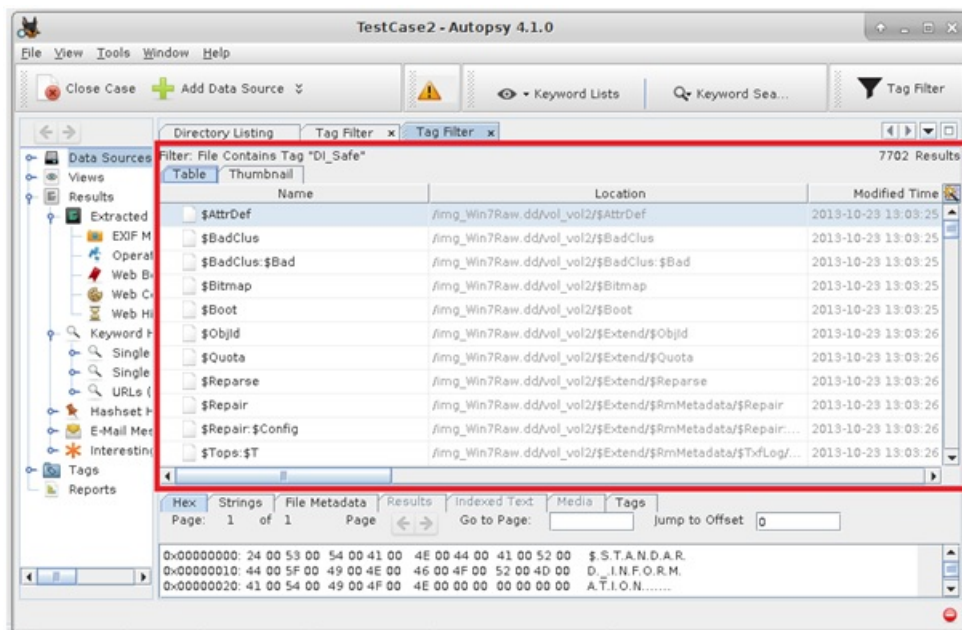 TestCase2 - Autopsy 4.1.0
File View Tools Window Help
Close Case Add Data Source Keyword Lists Keyword Sea... Tag Filter
Directory Listing Tag Filter x Tag Filter x
Data Sources
Views
Results
Extracted
EXIF M
Operat
Web B
Web C
Web Hi
Keyword H
Single
Single
URLs (
Hashset H
E-Mail Mes
Interesting
Tags
Reports
Filter: File Contains Tag "DI_Safe" 7702 Results
Table Thumbnail
Name Location Modified Time
$AttrDef /img_Win7Raw.dd/vol_vol2/$AttrDef 2013-10-23 13:03:25
$BadClus /img_Win7Raw.dd/vol_vol2/$BadClus 2013-10-23 13:03:25
$BadClus:$Bad /img_Win7Raw.dd/vol_vol2/$BadClus:$Bad 2013-10-23 13:03:25
$Bitmap /img_Win7Raw.dd/vol_vol2/$Bitmap 2013-10-23 13:03:25
$Boot /img_Win7Raw.dd/vol_vol2/$Boot 2013-10-23 13:03:25
$ObjId /img_Win7Raw.dd/vol_vol2/$Extend/$ObjId 2013-10-23 13:03:26
$Quota /img_Win7Raw.dd/vol_vol2/$Extend/$Quota 2013-10-23 13:03:26
$Reparse /img_Win7Raw.dd/vol_vol2/$Extend/$Reparse 2013-10-23 13:03:26
$Repair /img_Win7Raw.dd/vol_vol2/$Extend/$RmMetadata/$Repair 2013-10-23 13:03:26
$Repair:$Config /img_Win7Raw.dd/vol_vol2/$Extend/$RmMetadata/$Repair:... 2013-10-23 13:03:26
$Tops:$T /img_Win7Raw.dd/vol_vol2/$Extend/$RmMetadata/$TxfLog/... 2013-10-23 13:03:26
Hex Strings File Metadata Results Indexed Text Media Tags
Page: 1 of 1 Page Go to Page: Jump to Offset 0
0x00000000: 24 00 53 00 54 00 41 00 4E 00 44 00 41 00 52 00 $.S.T.A.N.D.A.R.
0x00000010: 44 00 5F 00 49 00 4E 00 46 00 4F 00 52 00 4D 00 D._.I.N.F.O.R.M.
0x00000020: 41 00 54 00 49 00 4F 00 4E 00 00 00 00 00 00 00 A.T.I.O.N.......